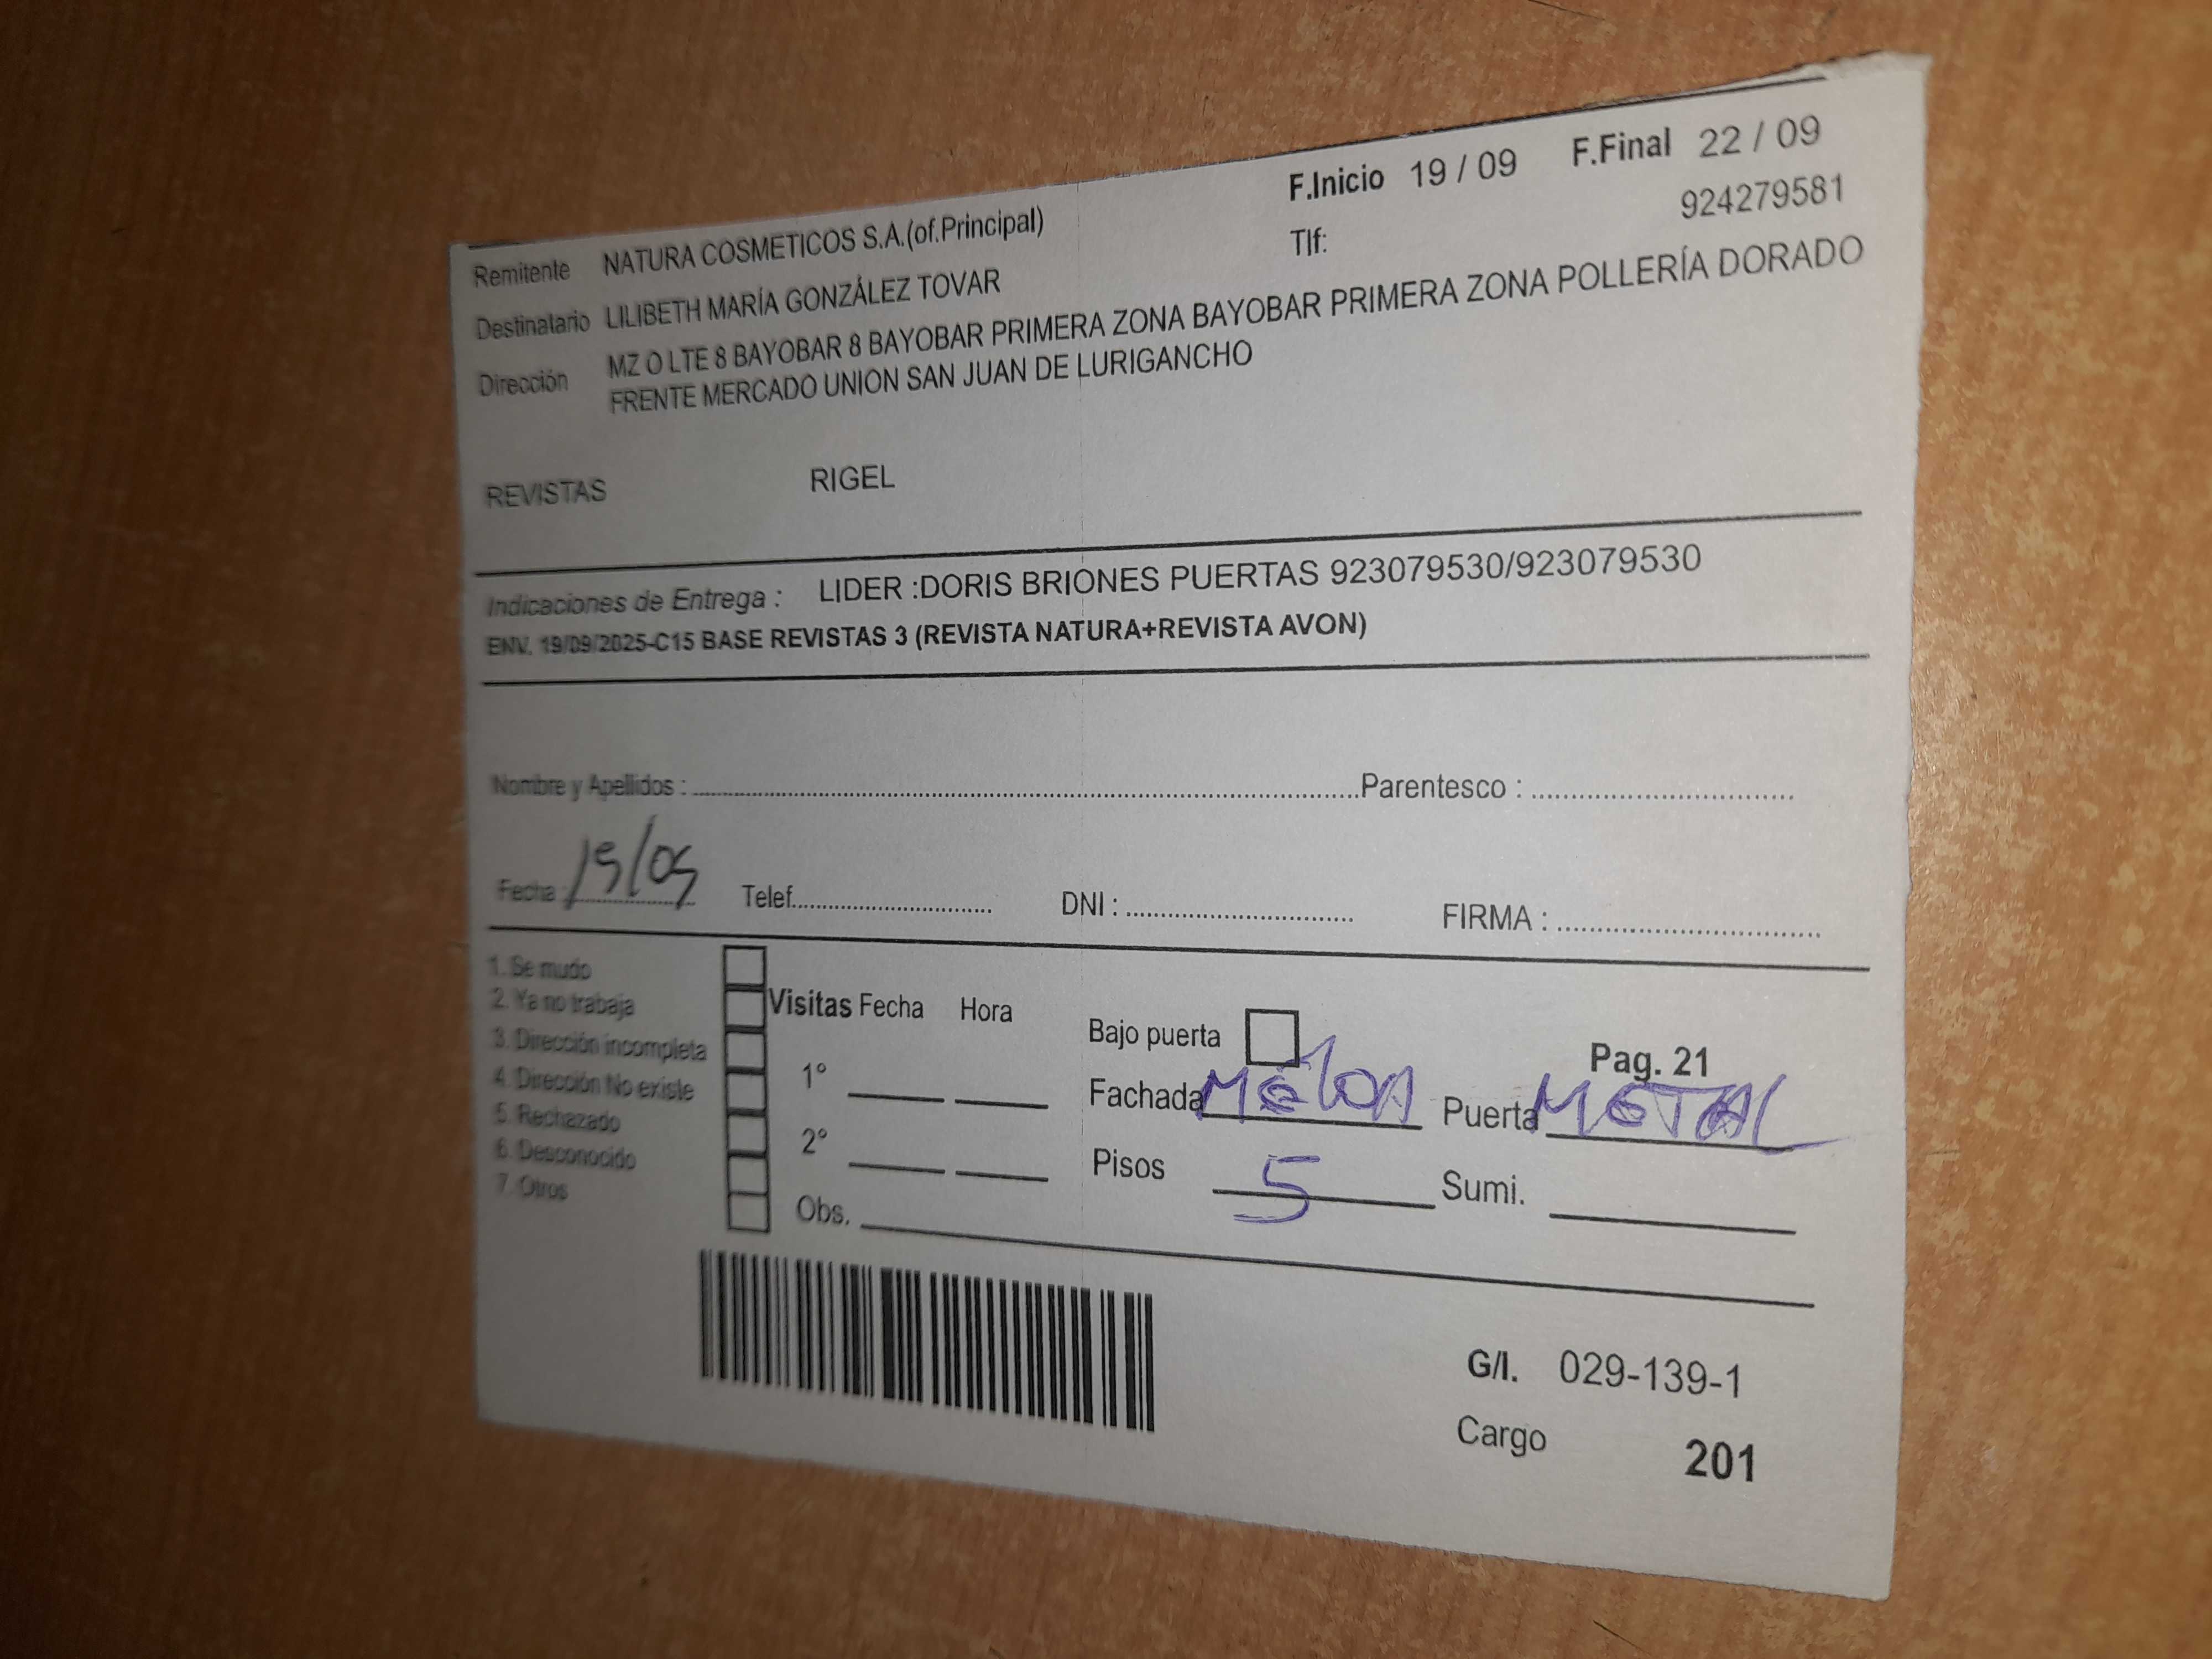 F.Inicio 19 / 09 F.Final 22 / 09
Remitente NATURA COSMETICOS S.A.(of.Principal) Tlf: 924279581
Destinatario LILIBETH MARÍA GONZÁLEZ TOVAR
Dirección MZ O LTE 8 BAYOBAR 8 BAYOBAR PRIMERA ZONA BAYOBAR PRIMERA ZONA POLLERÍA DORADO
FRENTE MERCADO UNION SAN JUAN DE LURIGANCHO
REVISTAS RIGEL
Indicaciones de Entrega : LIDER :DORIS BRIONES PUERTAS 923079530/923079530
ENV. 19/09/2025-C15 BASE REVISTAS 3 (REVISTA NATURA+REVISTA AVON)
Nombre y Apellidos : Parentesco :
Fecha : 19/09 Telef. DNI : FIRMA :
1. Se mudo
2. Ya no trabaja
3. Dirección incompleta
4. Dirección No existe
5. Rechazado
6. Desconocido
7. Otros
Visitas Fecha Hora
1°
2°
Obs.
Bajo puerta
Pag. 21
Fachada Puerta METAL
Pisos 5 Sumi.
G/I. 029-139-1
Cargo 201